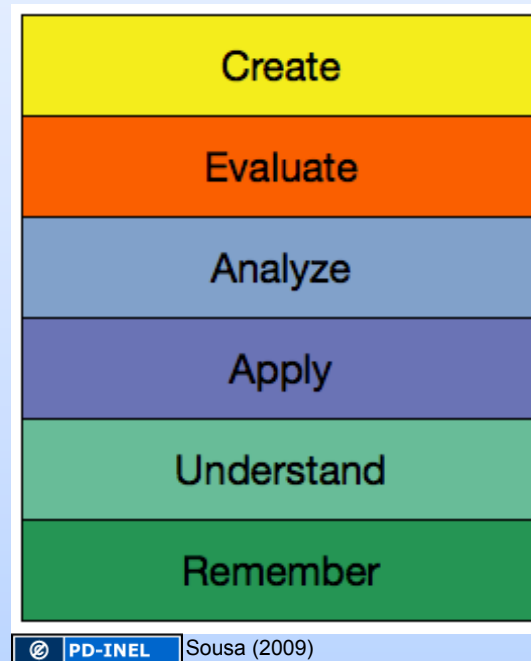 Create
Evaluate
Analyze
Apply
Understand
Remember
PD-INEL Sousa (2009)